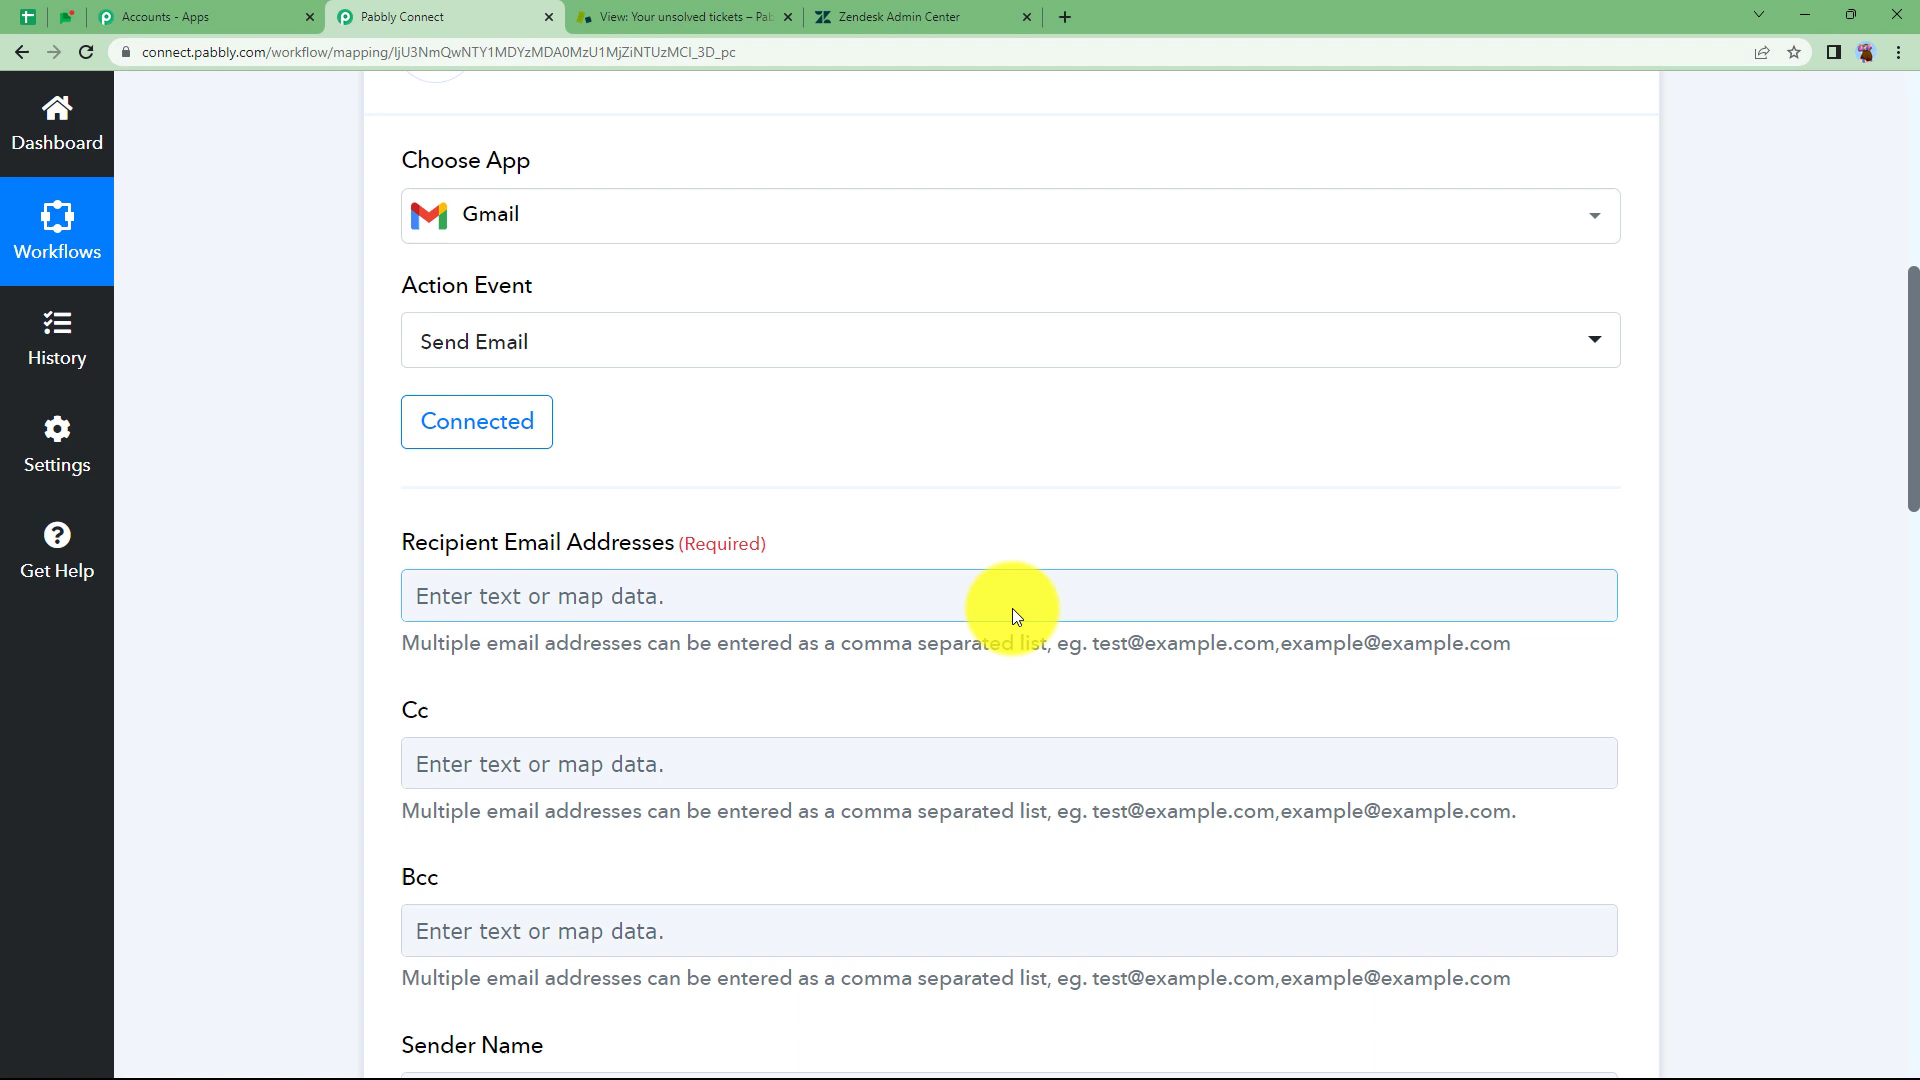 Accounts - Apps
Pabbly Connect
View: Your unsolved tickets – Pab
Zendesk Admin Center
connect.pabbly.com/workflow/mapping/IjU3NmQwNTY1MDYzMDA0MzU1MjZiNTUzMCI_3D_pc
Dashboard
Workflows
History
Settings
Get Help
Choose App
Gmail
Action Event
Send Email
Connected
Recipient Email Addresses (Required)
Enter text or map data.
Multiple email addresses can be entered as a comma separated list, eg. test@example.com,example@example.com
Cc
Enter text or map data.
Multiple email addresses can be entered as a comma separated list, eg. test@example.com,example@example.com.
Bcc
Enter text or map data.
Multiple email addresses can be entered as a comma separated list, eg. test@example.com,example@example.com
Sender Name